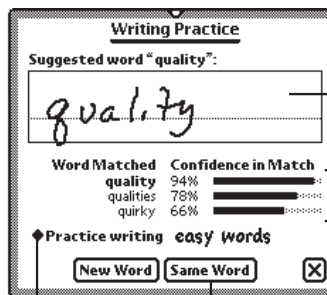 Writing Practice
Suggested word “quality”:
quality
Word Matched Confidence in Match
quality 94%
qualities 78%
quirky 66%
Practice writing easy words
New Word Same Word